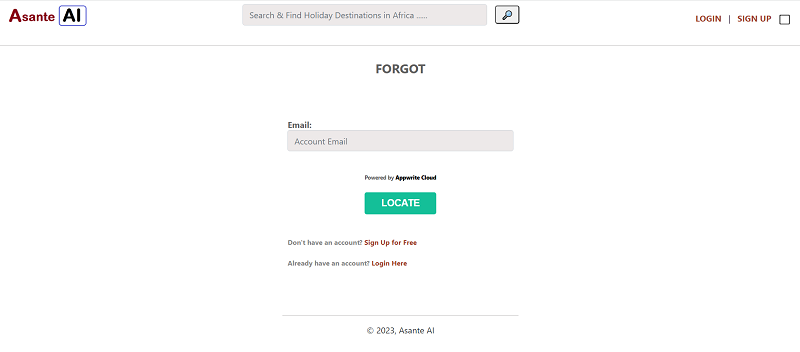 Asante AI
Search & Find Holiday Destinations in Africa .....
LOGIN | SIGN UP
FORGOT
Email:
Account Email
Powered by Appwrite Cloud
LOCATE
Don't have an account? Sign Up for Free
Already have an account? Login Here
© 2023, Asante AI